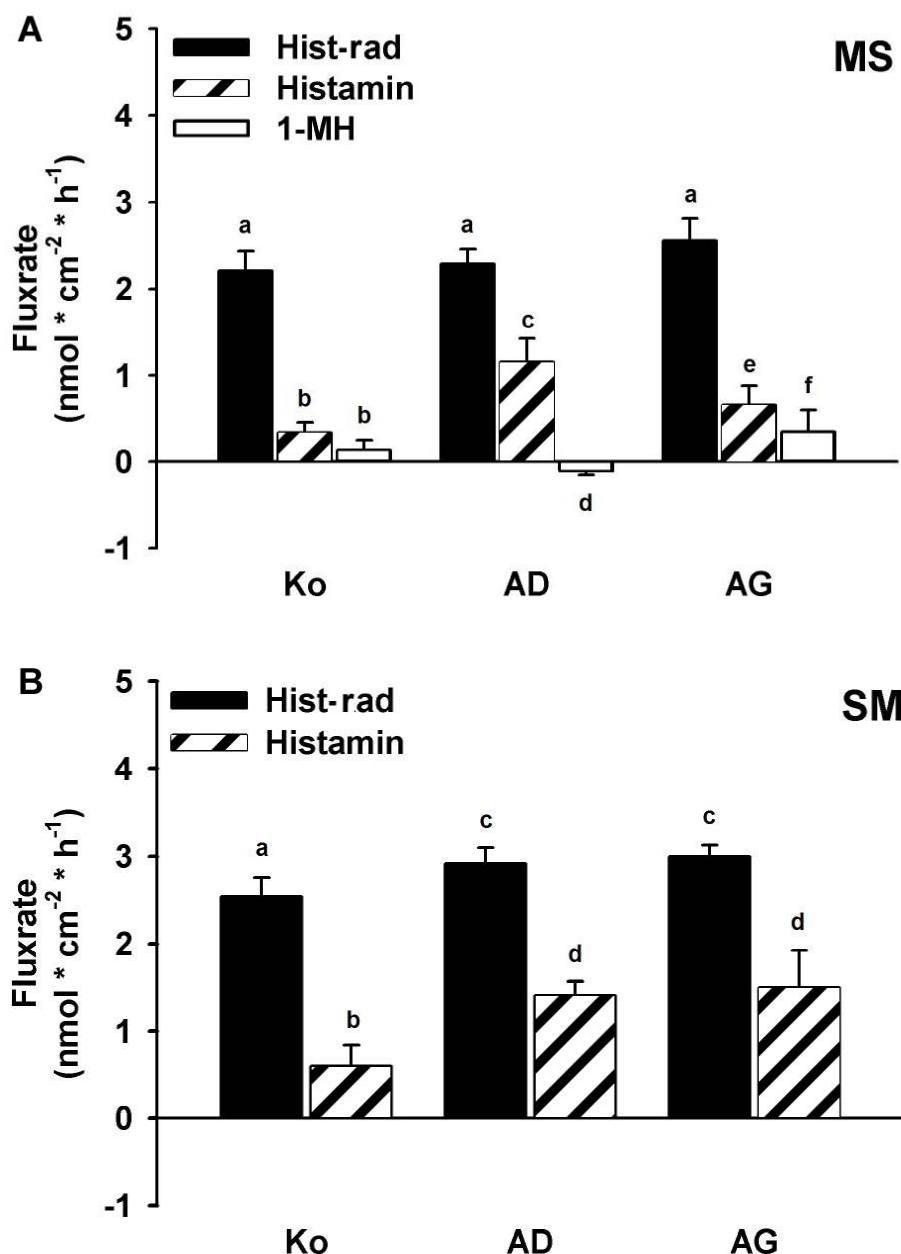 A
MS
Hist-rad
Histamin
1-MH
Fluxrate
(nmol * cm⁻² * h⁻¹)
5
4
3
2
1
0
-1
a
b
b
a
c
d
a
e
f
Ko
AD
AG
B
SM
Hist-rad
Histamin
Fluxrate
(nmol * cm⁻² * h⁻¹)
5
4
3
2
1
0
-1
a
b
c
d
c
d
Ko
AD
AG